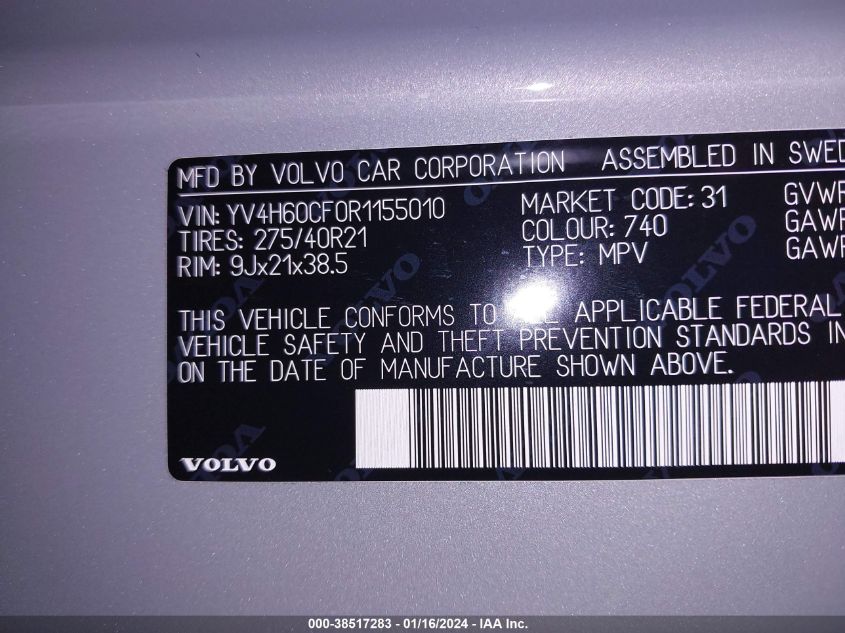 MFD BY VOLVO CAR CORPORATION ASSEMBLED IN SWED
VIN: YV4H60CF0R1155010 MARKET CODE: 31 GVWR
TIRES: 275/40R21 COLOUR: 740 GAWR
RIM: 9Jx21x38.5 TYPE: MPV GAWR
THIS VEHICLE CONFORMS TO APPLICABLE FEDERAL
VEHICLE SAFETY AND THEFT PREVENTION STANDARDS IN
ON THE DATE OF MANUFACTURE SHOWN ABOVE.
VOLVO
000-38517283 - 01/16/2024 - IAA Inc.